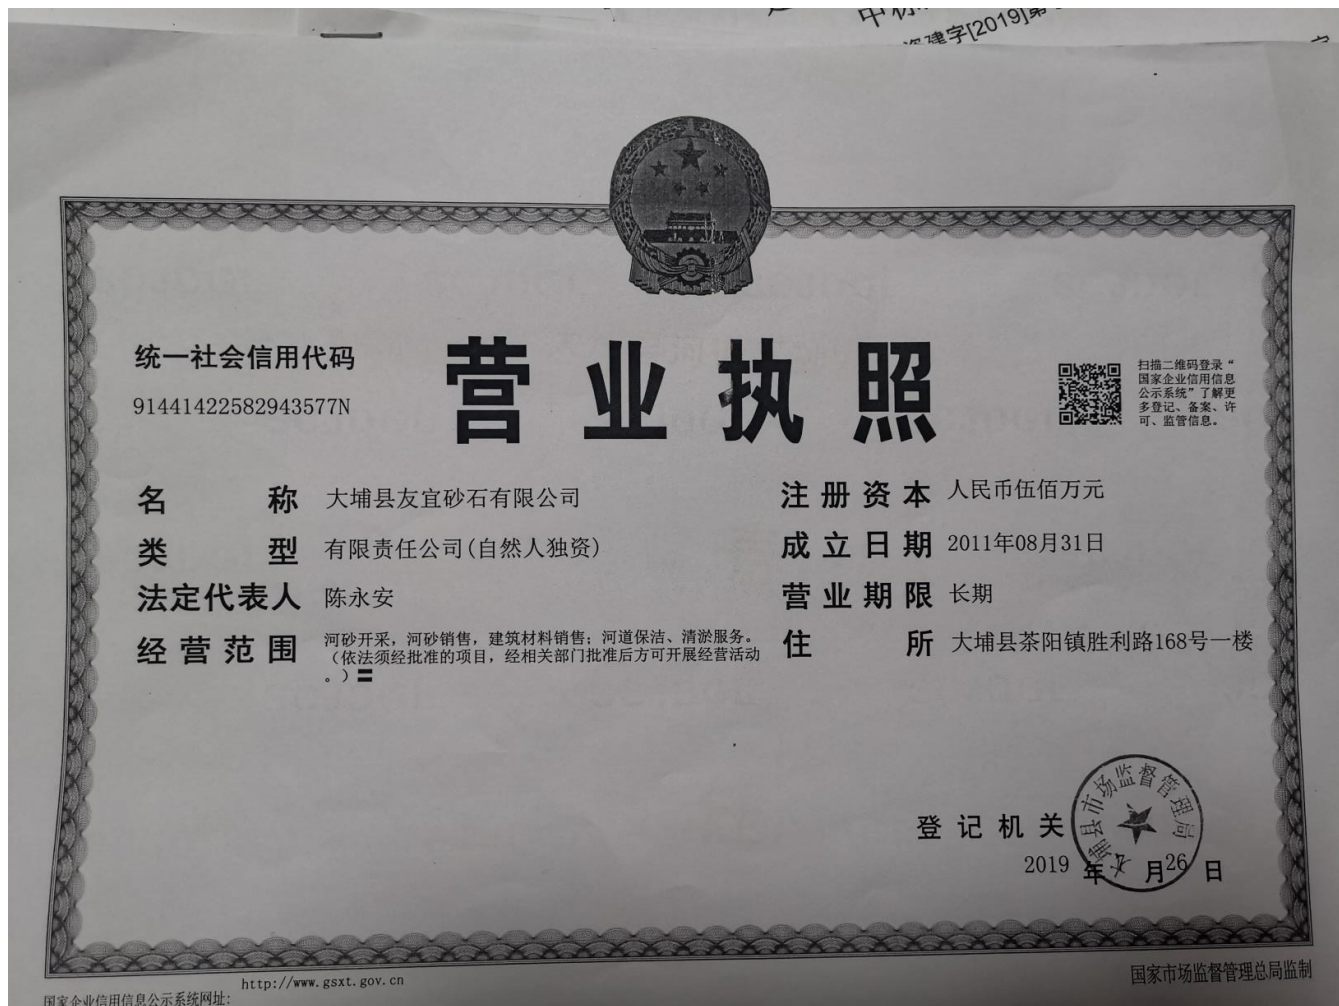 建字[2019]第
统一社会信用代码
91441422582943577N
营业执照
扫描二维码登录“
国家企业信用信息
公示系统”了解更
多登记、备案、许
可、监管信息。
名称 大埔县友宜砂石有限公司
类型 有限责任公司(自然人独资)
法定代表人 陈永安
经营范围 河砂开采，河砂销售，建筑材料销售；河道保洁、清淤服务。
（依法须经批准的项目，经相关部门批准后方可开展经营活动
。）
注册资本 人民币伍佰万元
成立日期 2011年08月31日
营业期限 长期
住所 大埔县茶阳镇胜利路168号一楼
登记机关
大埔县市场监督管理局
2019 年 月 26 日
国家企业信用信息公示系统网址:
http://www.gsxt.gov.cn
国家市场监督管理总局监制